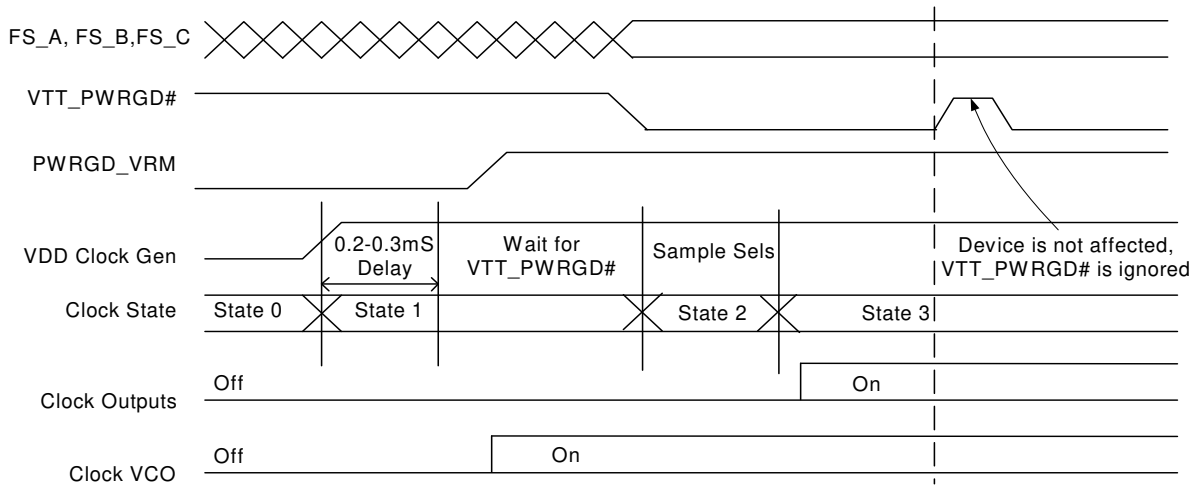 FS_A, FS_B,FS_C
VTT_PWRGD#
PWRGD_VRM
VDD Clock Gen
0.2-0.3mS
Delay
Wait for
VTT_PWRGD#
Sample Sels
Device is not affected,
VTT_PWRGD# is ignored
Clock State
State 0
State 1
State 2
State 3
Clock Outputs
Off
On
Clock VCO
Off
On